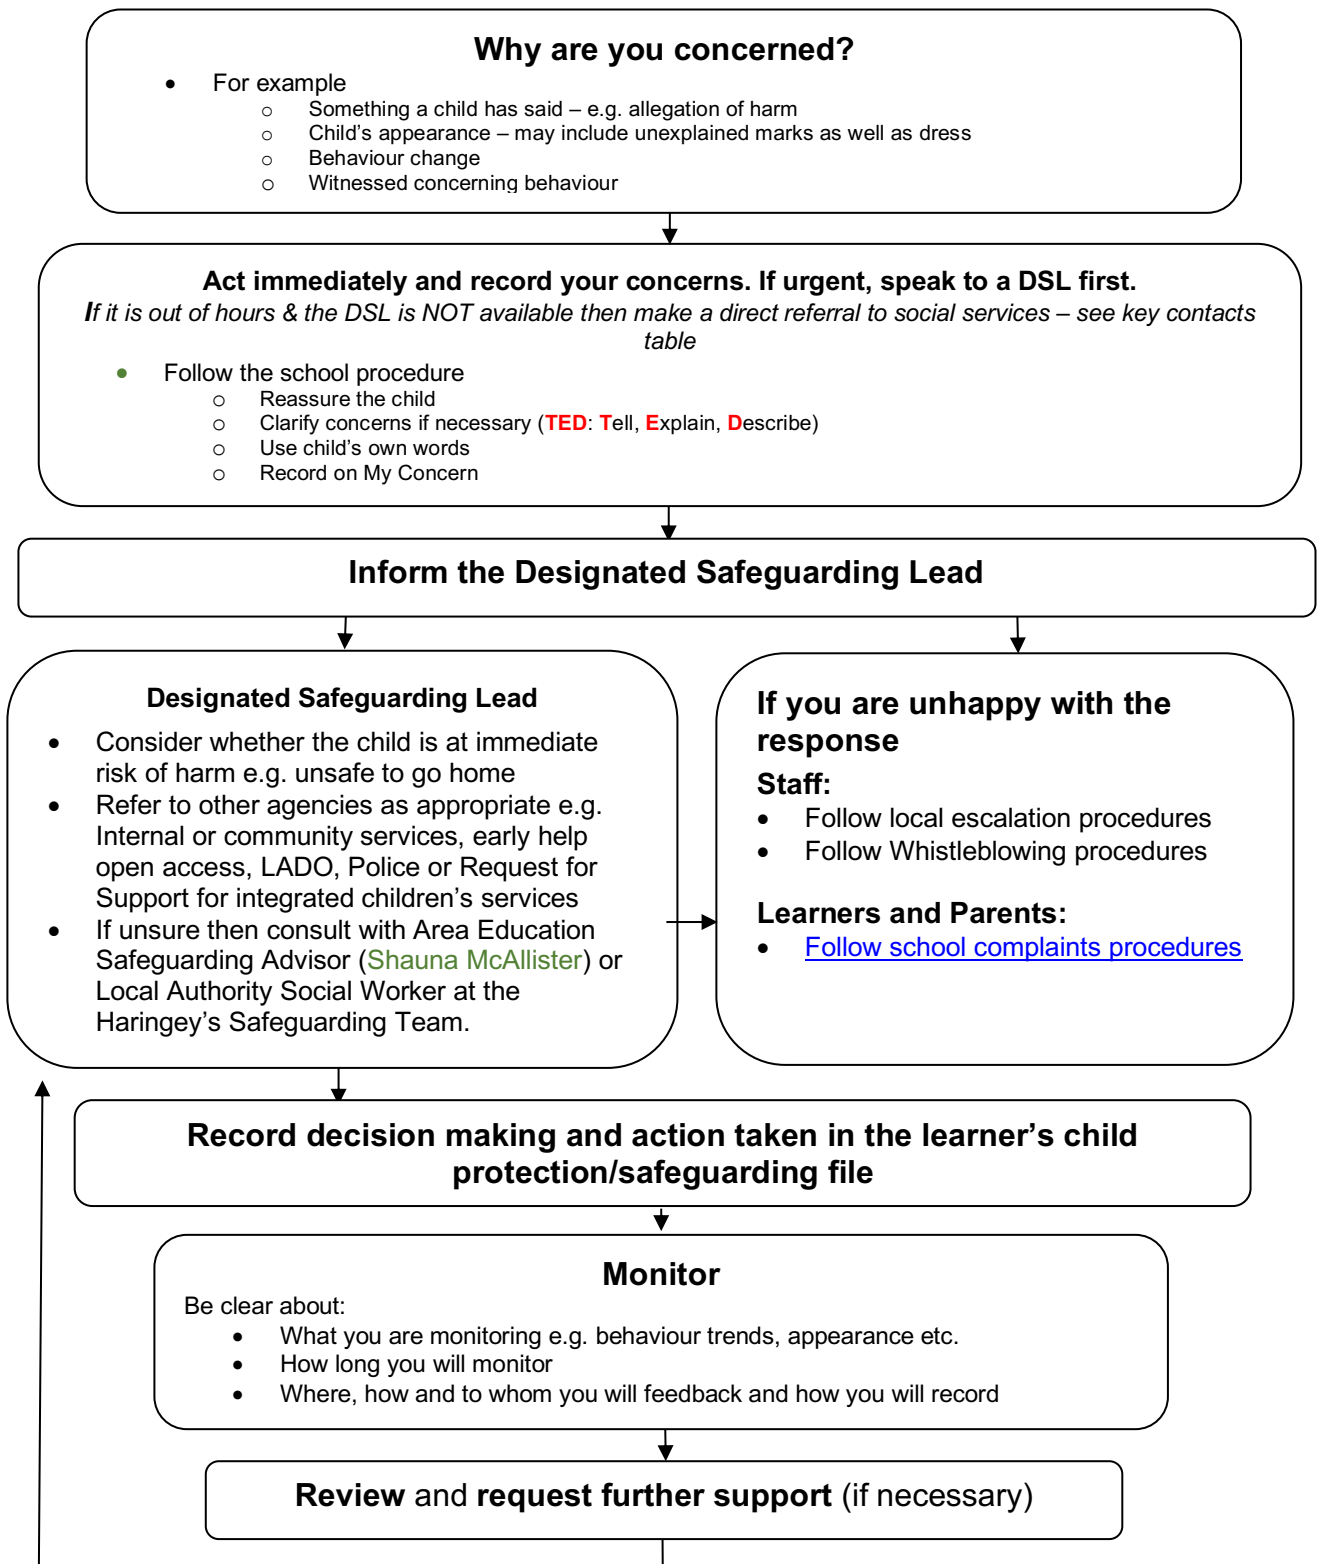 Why are you concerned?
• For example
o Something a child has said – e.g. allegation of harm
o Child's appearance – may include unexplained marks as well as dress
o Behaviour change
o Witnessed concerning behaviour
Act immediately and record your concerns. If urgent, speak to a DSL first.
If it is out of hours & the DSL is NOT available then make a direct referral to social services – see key contacts
table
• Follow the school procedure
o Reassure the child
o Clarify concerns if necessary (TED: Tell, Explain, Describe)
o Use child's own words
o Record on My Concern
Inform the Designated Safeguarding Lead
Designated Safeguarding Lead
• Consider whether the child is at immediate
risk of harm e.g. unsafe to go home
• Refer to other agencies as appropriate e.g.
Internal or community services, early help
open access, LADO, Police or Request for
Support for integrated children's services
• If unsure then consult with Area Education
Safeguarding Advisor (Shauna McAllister) or
Local Authority Social Worker at the
Haringey's Safeguarding Team.
If you are unhappy with the
response
Staff:
• Follow local escalation procedures
• Follow Whistleblowing procedures
Learners and Parents:
• Follow school complaints procedures
Record decision making and action taken in the learner's child
protection/safeguarding file
Monitor
Be clear about:
• What you are monitoring e.g. behaviour trends, appearance etc.
• How long you will monitor
• Where, how and to whom you will feedback and how you will record
Review and request further support (if necessary)